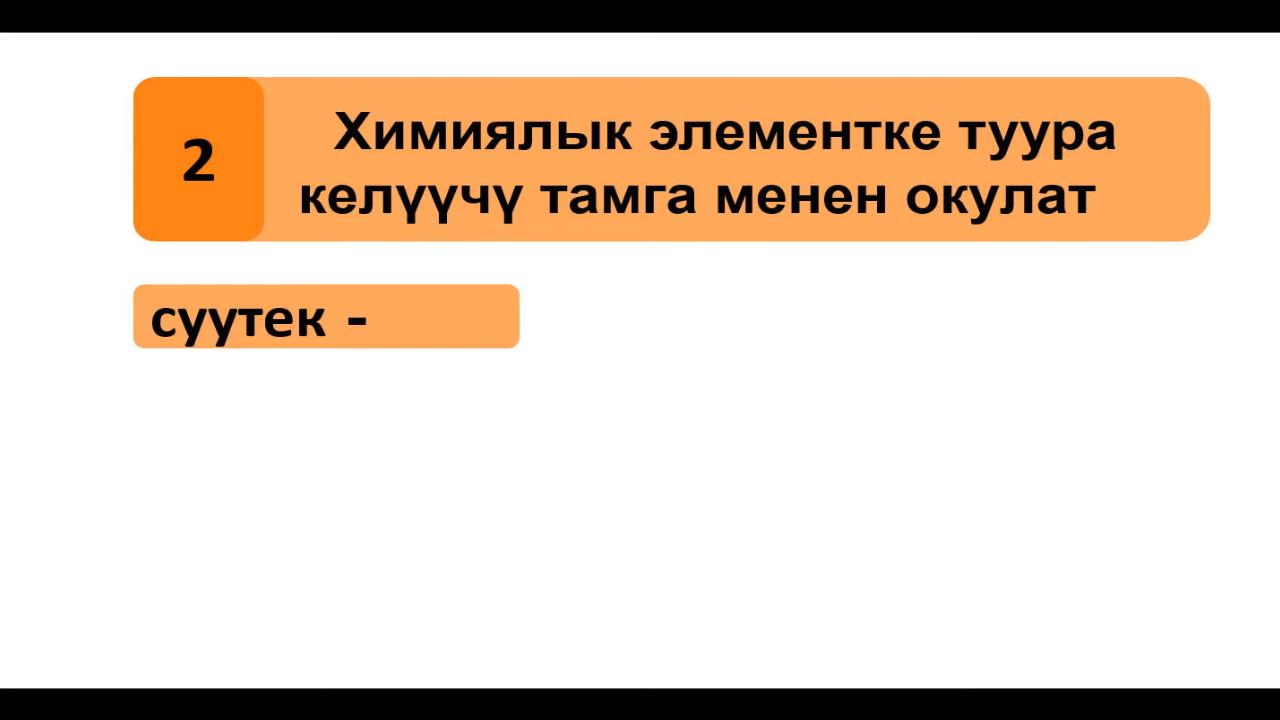 2
Химиялык элементке туура
келүүчү тамга менен окулат
суутек -